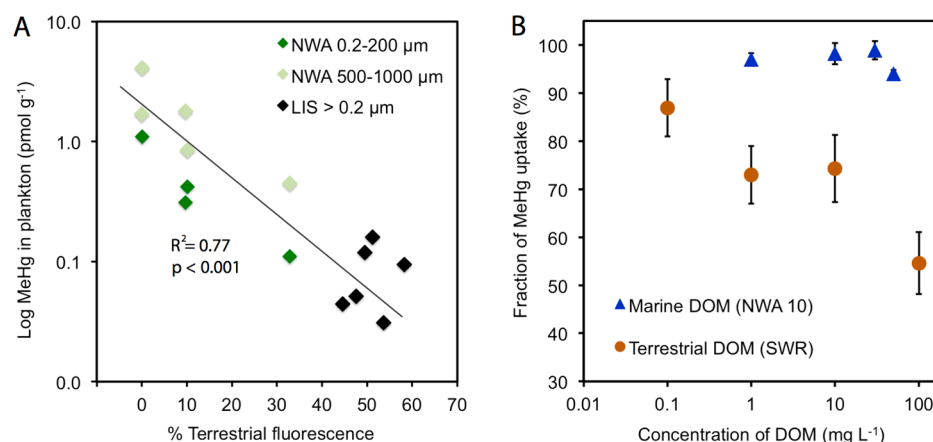 A
Log MeHg in plankton (pmol g⁻¹)
10.0
1.0
0.1
0.0
NWA 0.2-200 µm
NWA 500-1000 µm
LIS > 0.2 µm
R²= 0.77
p < 0.001
0 10 20 30 40 50 60 70
% Terrestrial fluorescence
B
Fraction of MeHg uptake (%)
100
90
80
70
60
50
40
30
Marine DOM (NWA 10)
Terrestrial DOM (SWR)
0.01 0.1 1 10 100
Concentration of DOM (mg L⁻¹)